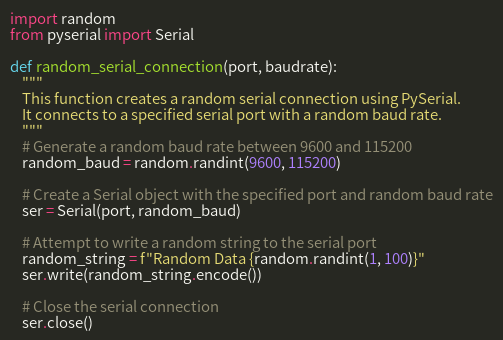 import random
from pyserial import Serial

def random_serial_connection(port, baudrate):
    """
    This function creates a random serial connection using PySerial.
    It connects to a specified serial port with a random baud rate.
    """
    # Generate a random baud rate between 9600 and 115200
    random_baud = random.randint(9600, 115200)

    # Create a Serial object with the specified port and random baud rate
    ser = Serial(port, random_baud)

    # Attempt to write a random string to the serial port
    random_string = f"Random Data {random.randint(1, 100)}"
    ser.write(random_string.encode())

    # Close the serial connection
    ser.close()